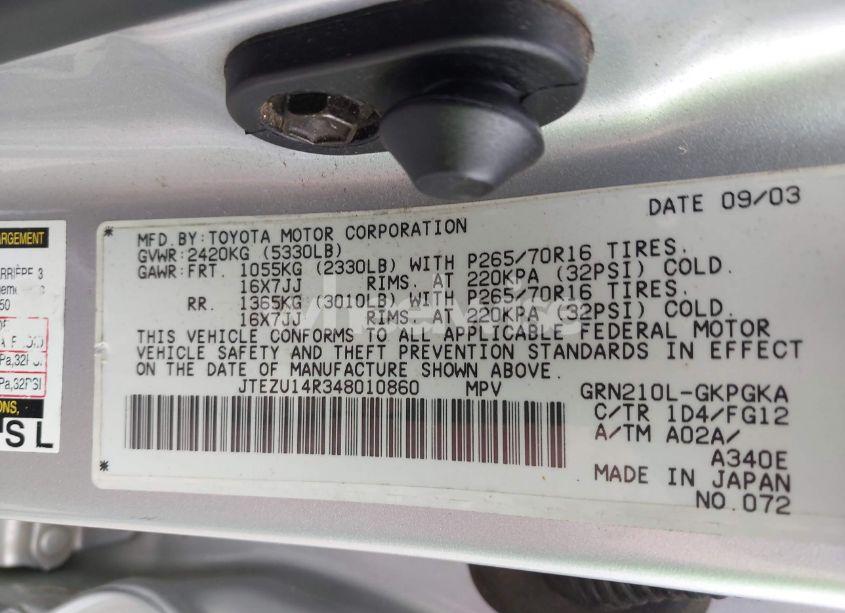 DATE 09/03
MFD.BY:TOYOTA MOTOR CORPORATION
GVWR:2420KG (5330LB)
GAWR:FRT. 1055KG (2330LB) WITH P265/70R16 TIRES.
16X7JJ RIMS. AT 220KPA (32PSI) COLD.
RR. 1365KG (3010LB) WITH P265/70R16 TIRES.
16X7JJ RIMS. AT 220KPA (32PSI) COLD.
THIS VEHICLE CONFORMS TO ALL APPLICABLE FEDERAL MOTOR
VEHICLE SAFETY AND THEFT PREVENTION STANDARDS IN EFFECT
ON THE DATE OF MANUFACTURE SHOWN ABOVE.
JTEZU14R348010860 MPV GRN210L-GKPGKA
C/TR 1D4/FG12
A/TM A02A/
A340E
MADE IN JAPAN
NO.072
ARGEMENT
50
Pa,32PSI
S L